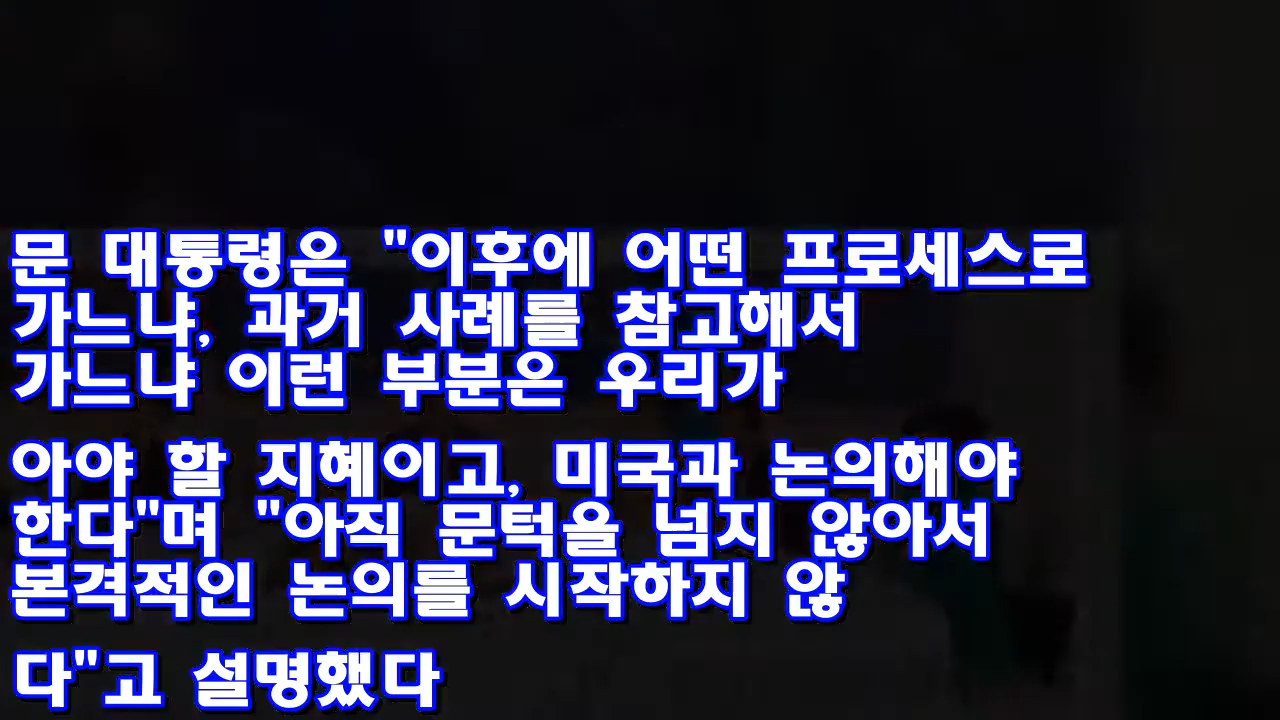 문 대통령은 "이후에 어떤 프로세스로
가느냐, 과거 사례를 참고해서
가느냐 이런 부분은 우리가
아야 할 지혜이고, 미국과 논의해야
한다"며 "아직 문턱을 넘지 않아서
본격적인 논의를 시작하지 않
다"고 설명했다